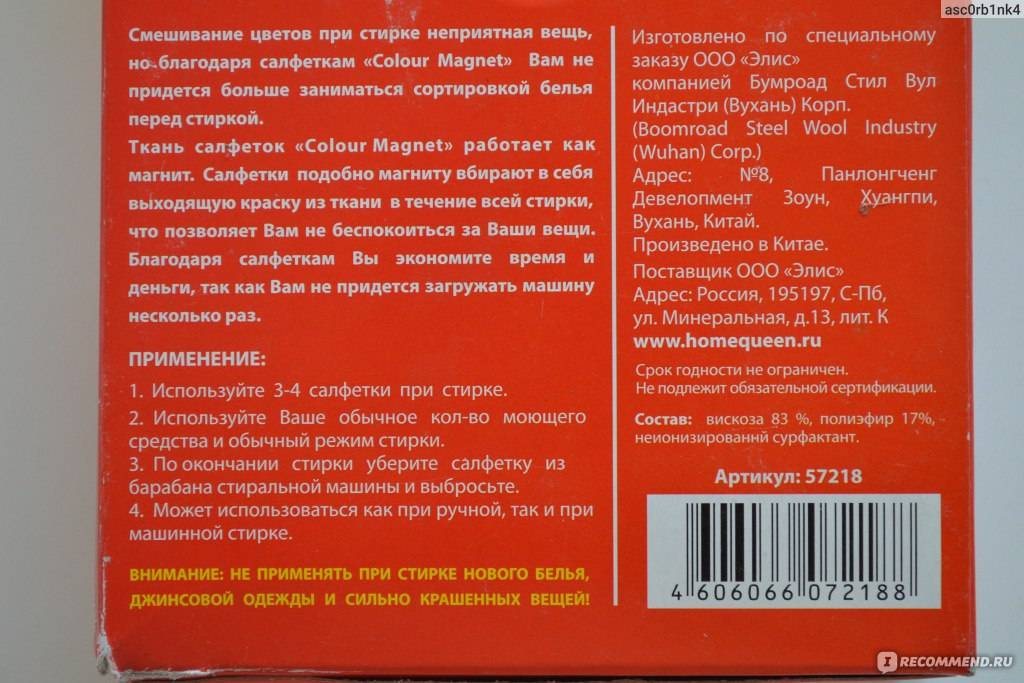 asc0rb1nk4
Смешивание цветов при стирке неприятная вещь,
но благодаря салфеткам «Colour Magnet» Вам не
придется больше заниматься сортировкой белья
перед стиркой.
Ткань салфеток «Colour Magnet» работает как
магнит. Салфетки подобно магниту вбирают в себя
выходящую краску из ткани в течение всей стирки,
что позволяет Вам не беспокоиться за Ваши вещи.
Благодаря салфеткам Вы экономите время и
деньги, так как Вам не придется загружать машину
несколько раз.
ПРИМЕНЕНИЕ:
1. Используйте 3-4 салфетки при стирке.
2. Используйте Ваше обычное кол-во моющего
средства и обычный режим стирки.
3. По окончании стирки уберите салфетку из
барабана стиральной машины и выбросьте.
4. Может использоваться как при ручной, так и при
машинной стирке.
ВНИМАНИЕ: НЕ ПРИМЕНЯТЬ ПРИ СТИРКЕ НОВОГО БЕЛЬЯ,
ДЖИНСОВОЙ ОДЕЖДЫ И СИЛЬНО КРАШЕННЫХ ВЕЩЕЙ!
Изготовлено по специальному
заказу ООО «Элис»
компанией Бумроад Стил Вул
Индастри (Вухань) Корп.
(Boomroad Steel Wool Industry
(Wuhan) Corp.)
Адрес: №8, Панлонгченг
Девелопмент Зоун, Хуангпи,
Вухань, Китай.
Произведено в Китае.
Поставщик ООО «Элис»
Адрес: Россия, 195197, С-Пб,
ул. Минеральная, д.13, лит. К
www.homequeen.ru
Срок годности не ограничен.
Не подлежит обязательной сертификации.
Состав: вискоза 83 %, полиэфир 17%,
неионизированнй сурфактант.
Артикул: 57218
4 606066 072188
IRECOMMEND.RU